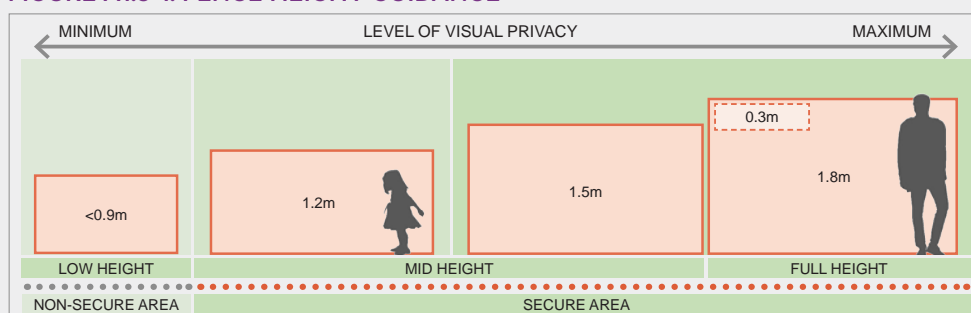 MINIMUM LEVEL OF VISUAL PRIVACY MAXIMUM
0.3m
<0.9m 1.2m 1.5m 1.8m
LOW HEIGHT MID HEIGHT FULL HEIGHT
NON-SECURE AREA SECURE AREA